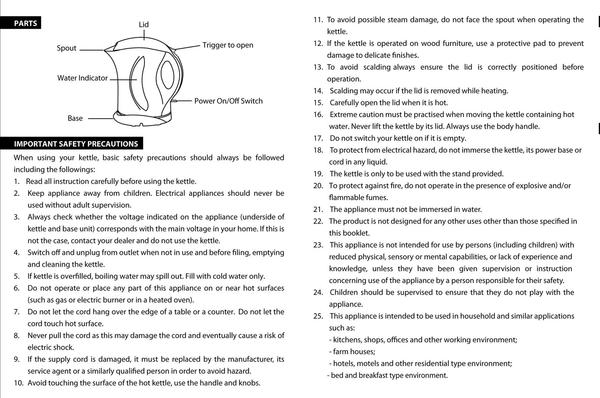 PARTS
Lid
Spout
Trigger to open
Water Indicator
Power On/Off Switch
Base
IMPORTANT SAFETY PRECAUTIONS
When using your kettle, basic safety precautions should always be followed
including the followings:
1. Read all instruction carefully before using the kettle.
2. Keep appliance away from children. Electrical appliances should never be
used without adult supervision.
3. Always check whether the voltage indicated on the appliance (underside of
kettle and base unit) corresponds with the main voltage in your home. If this is
not the case, contact your dealer and do not use the kettle.
4. Switch off and unplug from outlet when not in use and before filing, emptying
and cleaning the kettle.
5. If kettle is overfilled, boiling water may spill out. Fill with cold water only.
6. Do not operate or place any part of this appliance on or near hot surfaces
(such as gas or electric burner or in a heated oven).
7. Do not let the cord hang over the edge of a table or a counter. Do not let the
cord touch hot surface.
8. Never pull the cord as this may damage the cord and eventually cause a risk of
electric shock.
9. If the supply cord is damaged, it must be replaced by the manufacturer, its
service agent or a similarly qualified person in order to avoid hazard.
10. Avoid touching the surface of the hot kettle, use the handle and knobs.
11. To avoid possible steam damage, do not face the spout when operating the
kettle.
12. If the kettle is operated on wood furniture, use a protective pad to prevent
damage to delicate finishes.
13. To avoid scalding always ensure the lid is correctly positioned before
operation.
14. Scalding may occur if the lid is removed while heating.
15. Carefully open the lid when it is hot.
16. Extreme caution must be practised when moving the kettle containing hot
water. Never lift the kettle by its lid. Always use the body handle.
17. Do not switch your kettle on if it is empty.
18. To protect from electrical hazard, do not immerse the kettle, its power base or
cord in any liquid.
19. The kettle is only to be used with the stand provided.
20. To protect against fire, do not operate in the presence of explosive and/or
flammable fumes.
21. The appliance must not be immersed in water.
22. The product is not designed for any other uses other than those specified in
this booklet.
23. This appliance is not intended for use by persons (including children) with
reduced physical, sensory or mental capabilities, or lack of experience and
knowledge, unless they have been given supervision or instruction
concerning use of the appliance by a person responsible for their safety.
24. Children should be supervised to ensure that they do not play with the
appliance.
25. This appliance is intended to be used in household and similar applications
such as:
- kitchens, shops, offices and other working environment;
- farm houses;
- hotels, motels and other residential type environment;
- bed and breakfast type environment.